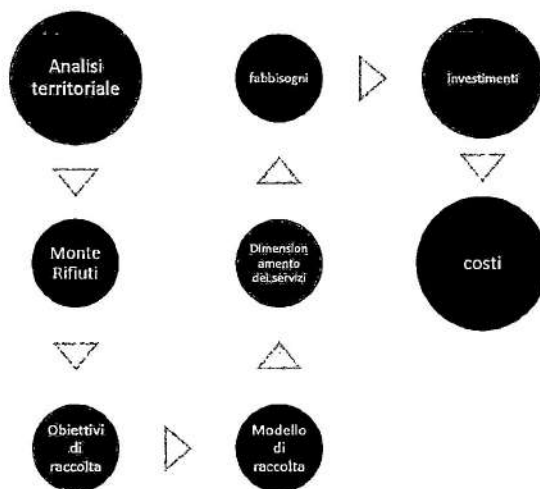 Analisi
territoriale
Monte
Rifiuti
Obiettivi
di
raccolta
Modello
di
raccolta
Dimension
amento
dei servizi
fabbisogni
investimenti
costi